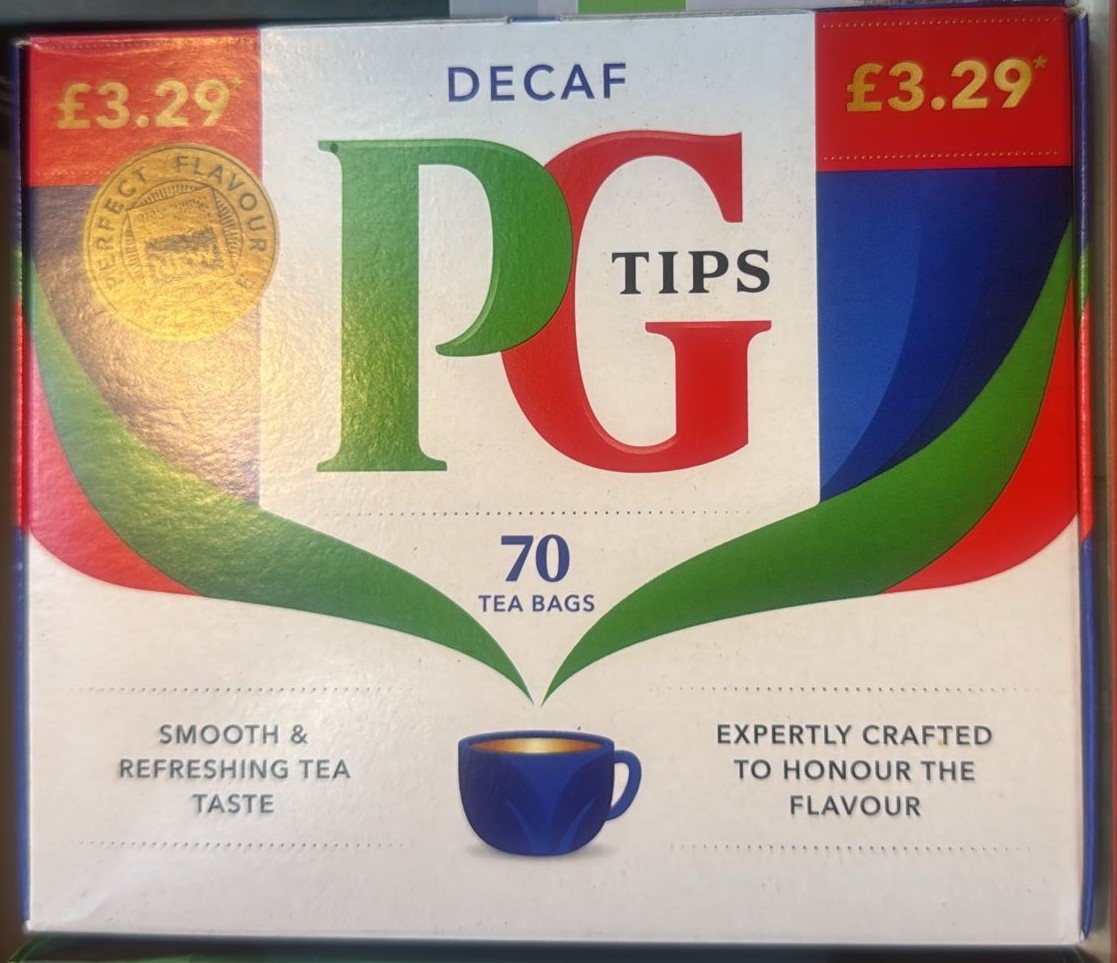 £3.29*
DECAF
£3.29*
PERFECT FLAVOUR
PG
TIPS
70
TEA BAGS
SMOOTH &
REFRESHING TEA
TASTE
EXPERTLY CRAFTED
TO HONOUR THE
FLAVOUR